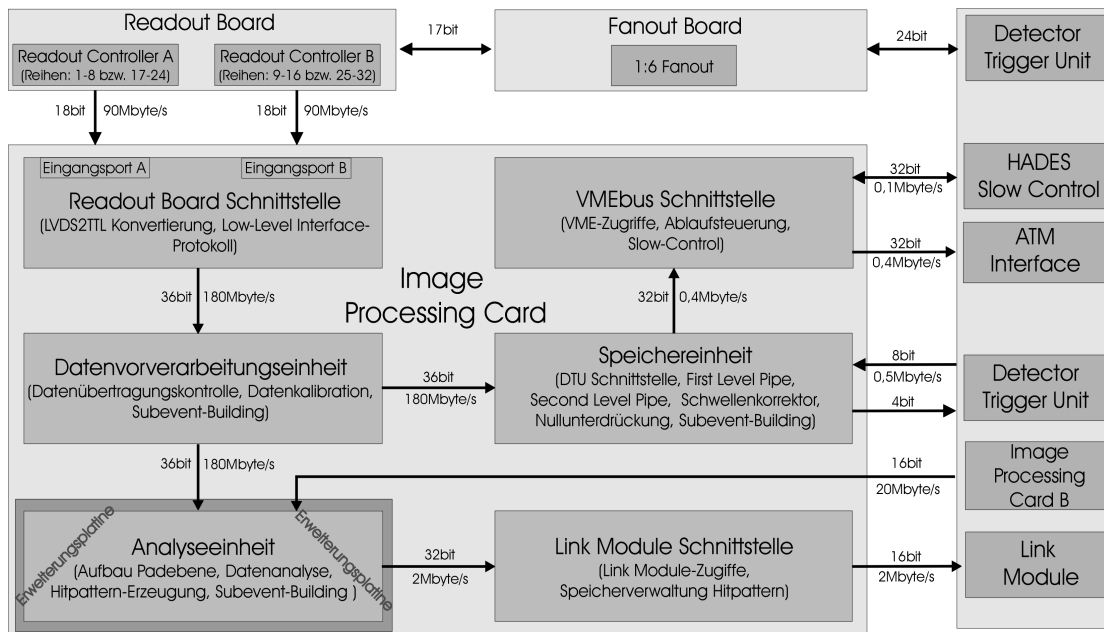 Readout Board
Readout Controller A
(Reihen: 1-8 bzw. 17-24)
Readout Controller B
(Reihen: 9-16 bzw. 25-32)
17bit
Fanout Board
1:6 Fanout
24bit
Detector
Trigger Unit
18bit 90Mbyte/s
18bit 90Mbyte/s
Eingangsport A
Eingangsport B
Readout Board Schnittstelle
(LVDS2TTL Konvertierung, Low-Level Interface-
Protokoll)
VMEbus Schnittstelle
(VME-Zugriffe, Ablaufsteuerung,
Slow-Control)
32bit
0,1Mbyte/s
HADES
Slow Control
32bit
0,4Mbyte/s
ATM
Interface
Image
Processing Card
36bit 180Mbyte/s
32bit 0,4Mbyte/s
Datenvorverarbeitungseinheit
(Datenübertragungskontrolle, Datenkalibration,
Subevent-Building)
36bit
180Mbyte/s
Speichereinheit
(DTU Schnittstelle, First Level Pipe,
Second Level Pipe, Schwellenkorrektor,
Nullunterdrückung, Subevent-Building)
8bit
0,5Mbyte/s
4bit
Detector
Trigger Unit
36bit 180Mbyte/s
16bit
20Mbyte/s
Image
Processing
Card B
Erweiterungsplatine
Erweiterungsplatine
Analyseeinheit
(Aufbau Padebene, Datenanalyse,
Hitpattern-Erzeugung, Subevent-Building )
32bit
2Mbyte/s
Link Module Schnittstelle
(Link Module-Zugiffe,
Speicherverwaltung Hitpattern)
16bit
2Mbyte/s
Link
Module